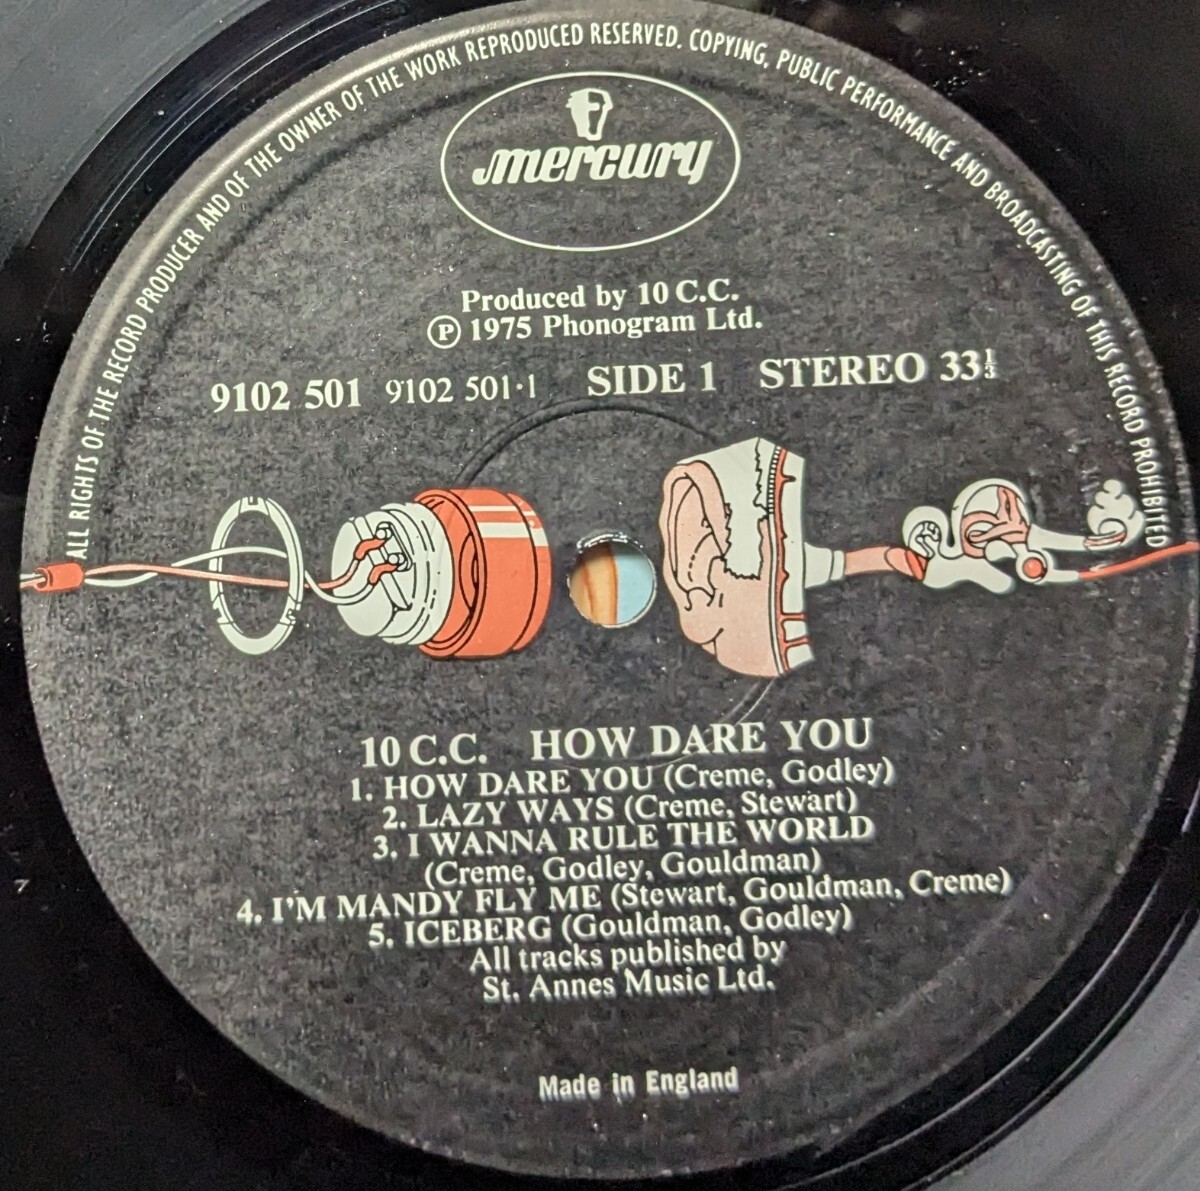 ALL RIGHTS OF THE RECORD PRODUCER AND OF THE OWNER OF THE WORK REPRODUCED RESERVED. COPYING, PUBLIC PERFORMANCE AND BROADCASTING OF THIS RECORD PROHIBITED
mercury
Produced by 10 C.C.
Ⓟ 1975 Phonogram Ltd.
9102 501 9102 501·1 SIDE 1 STEREO 33⅓
10 C.C. HOW DARE YOU
1. HOW DARE YOU (Creme, Godley)
2. LAZY WAYS (Creme, Stewart)
3. I WANNA RULE THE WORLD
(Creme, Godley, Gouldman)
4. I'M MANDY FLY ME (Stewart, Gouldman, Creme)
5. ICEBERG (Gouldman, Godley)
All tracks published by
St. Annes Music Ltd.
Made in England